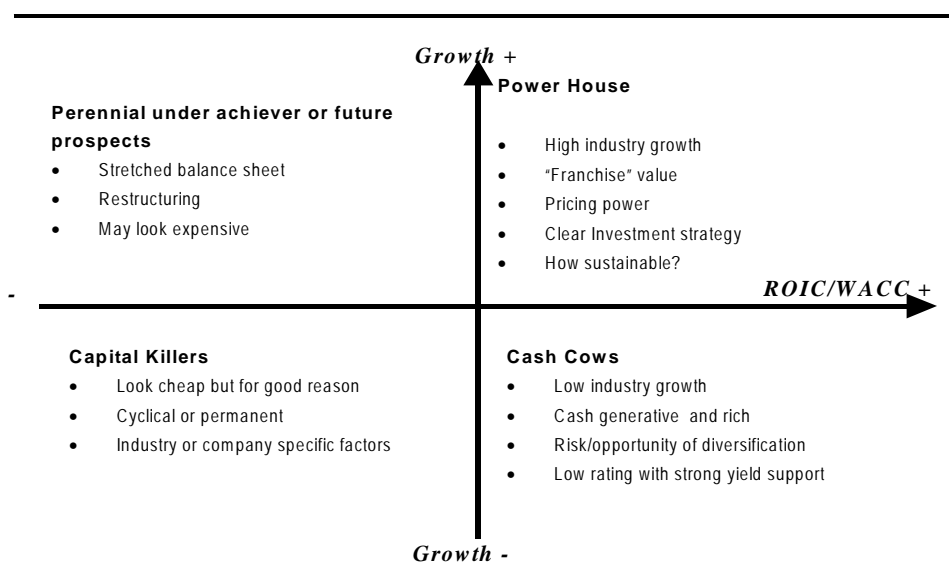 Growth +
Power House
• High industry growth
• “Franchise” value
• Pricing power
• Clear Investment strategy
• How sustainable?
Perennial under achiever or future
prospects
• Stretched balance sheet
• Restructuring
• May look expensive
-
ROIC/WACC +
Capital Killers
• Look cheap but for good reason
• Cyclical or permanent
• Industry or company specific factors
Cash Cows
• Low industry growth
• Cash generative and rich
• Risk/opportunity of diversification
• Low rating with strong yield support
Growth -